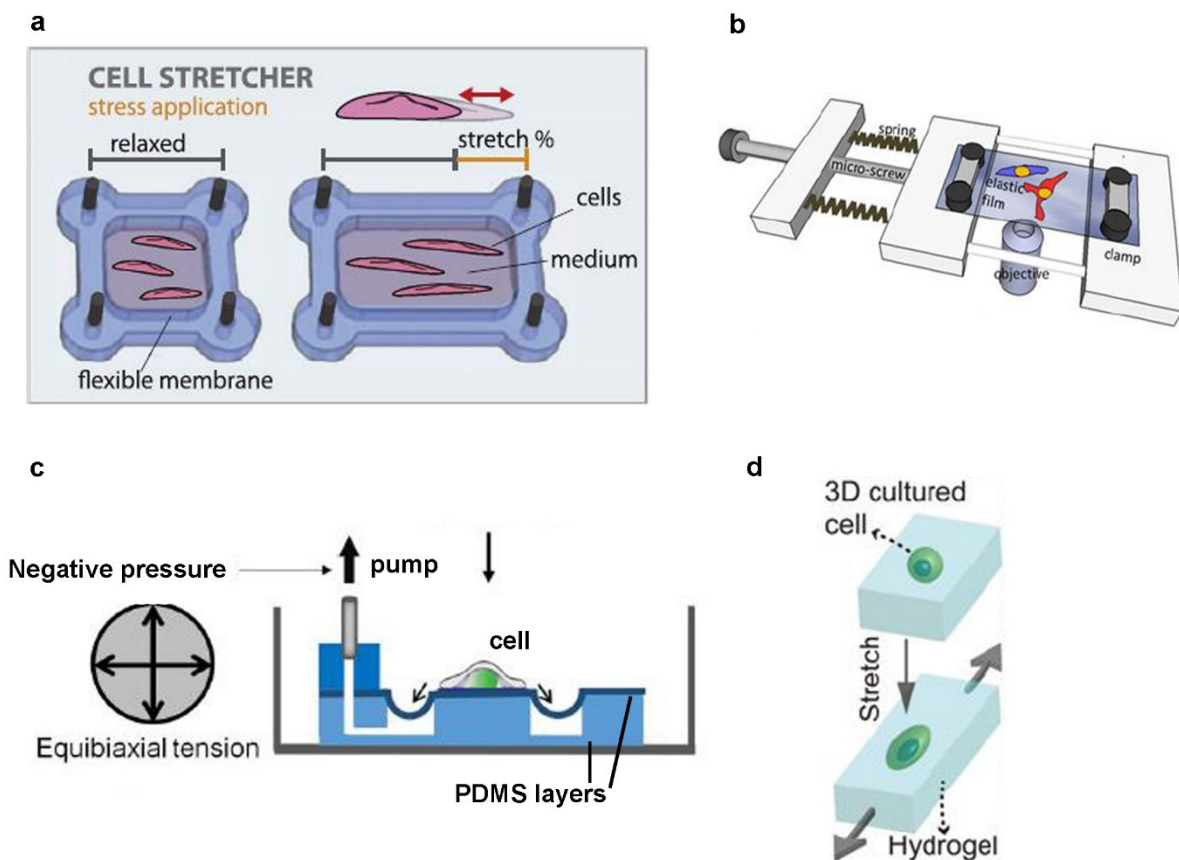 a
CELL STRETCHER
stress application
relaxed
stretch %
cells
medium
flexible membrane
b
spring
micro-screw
elastic
film
objective
clamp
c
Negative pressure
pump
cell
Equibiaxial tension
PDMS layers
d
3D cultured
cell
Stretch
Hydrogel